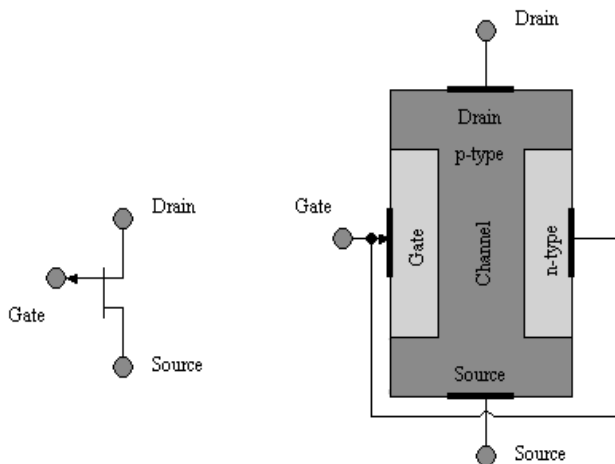 Drain
Gate
Source
Drain
Drain
p-type
Gate
Gate
Channel
n-type
Source
Source